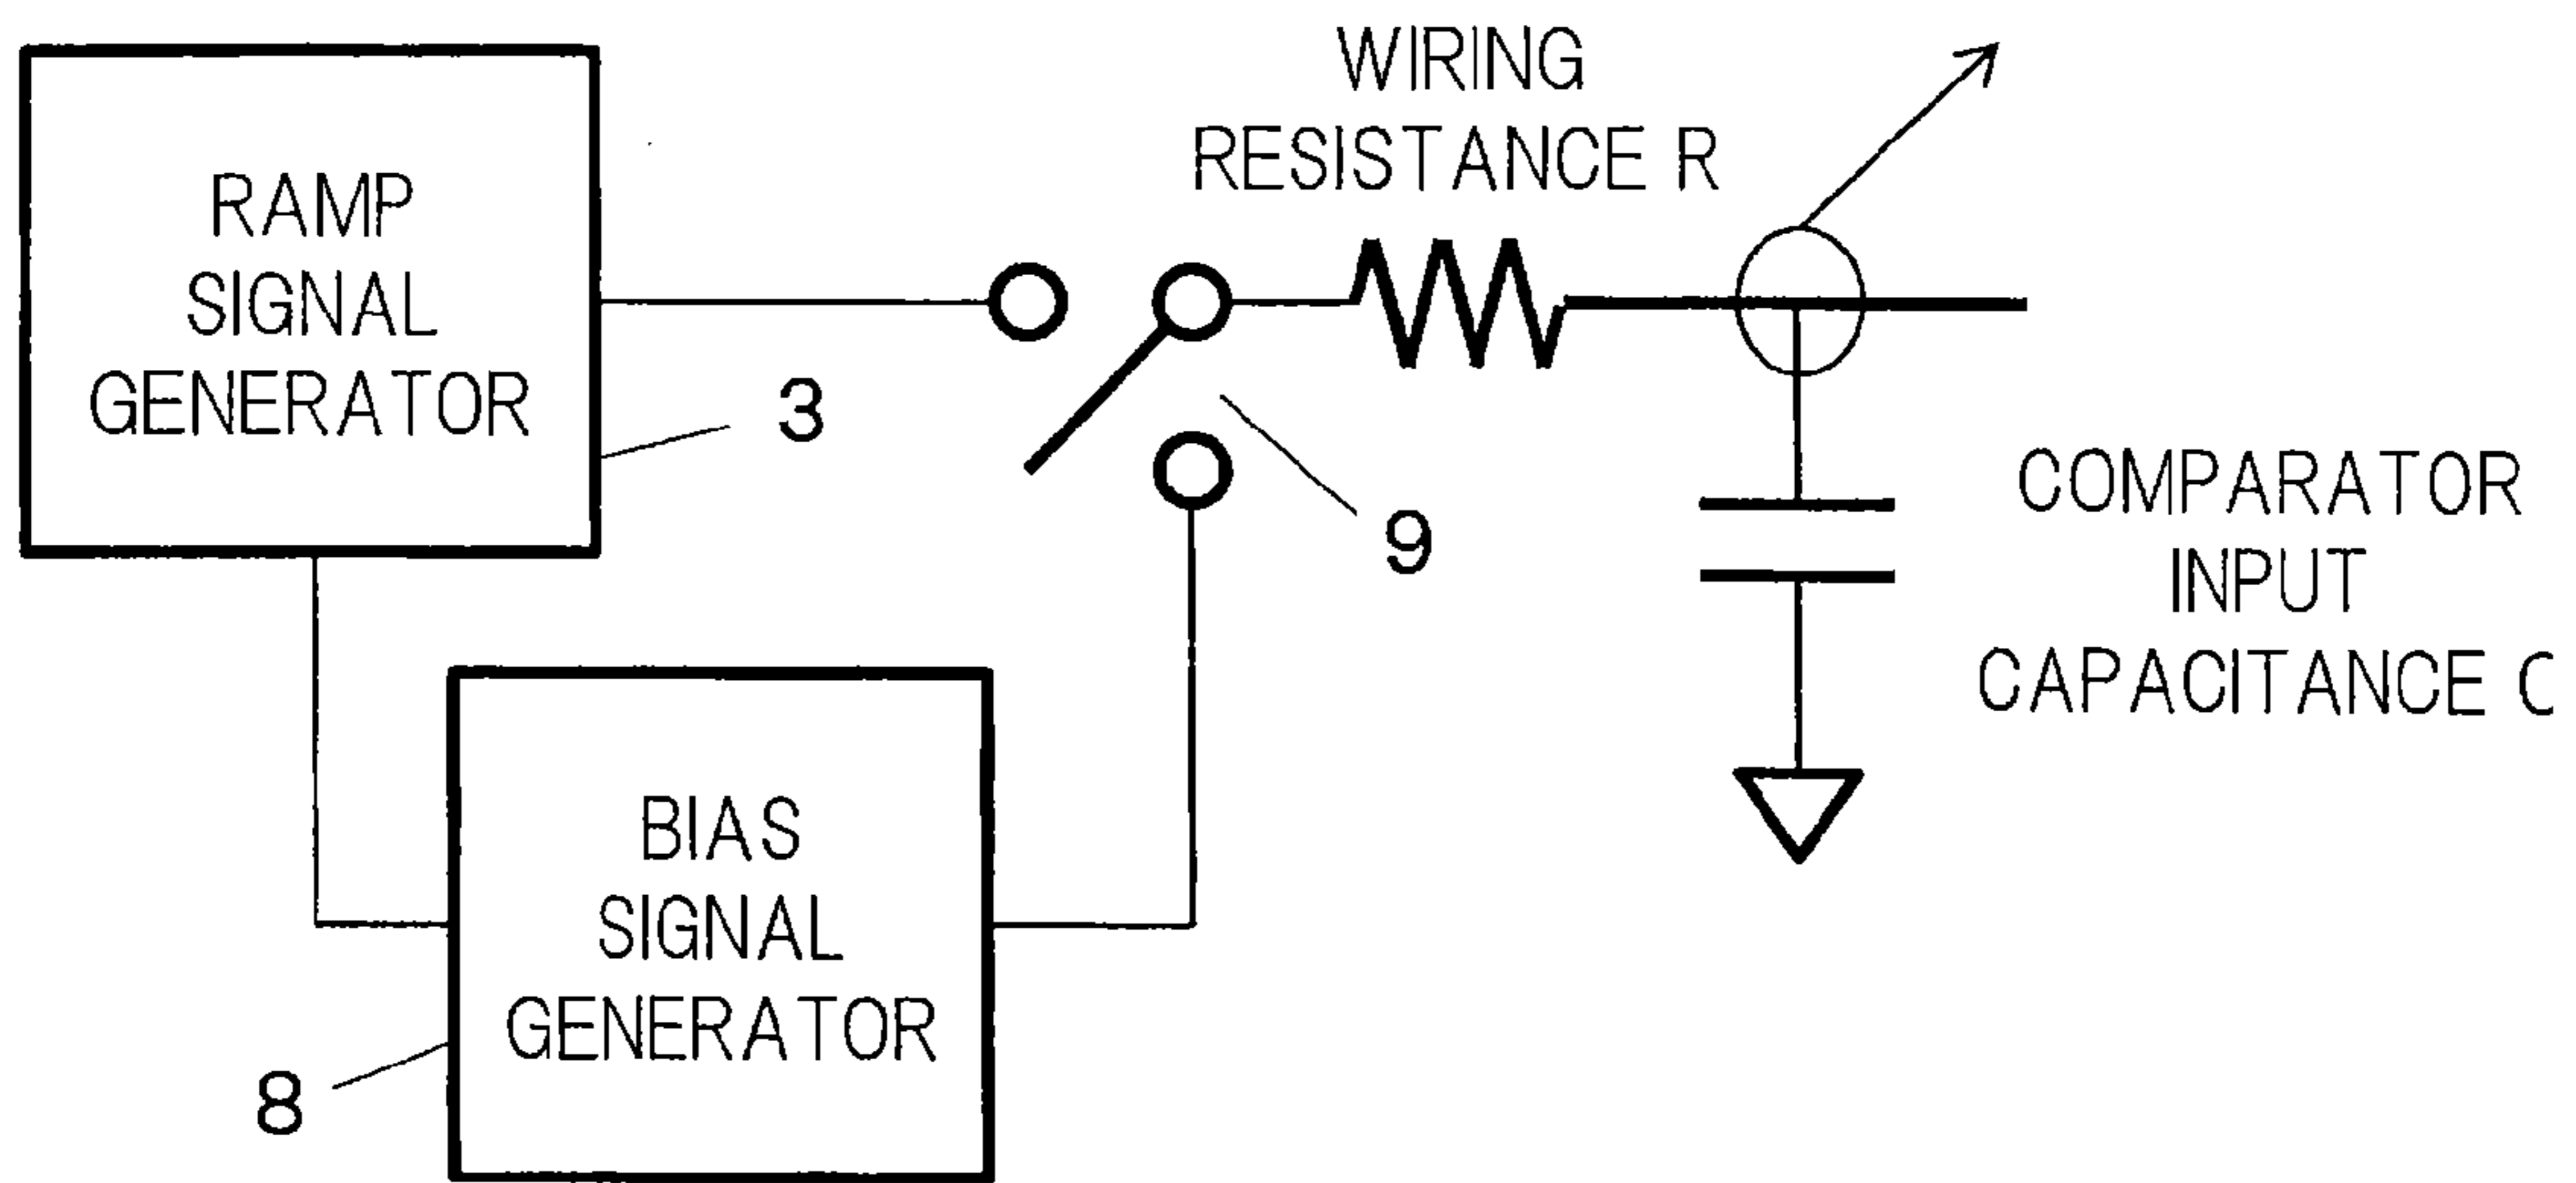 WIRING
RESISTANCE R
RAMP
SIGNAL
GENERATOR
3
9
COMPARATOR
INPUT
CAPACITANCE C
BIAS
SIGNAL
GENERATOR
8